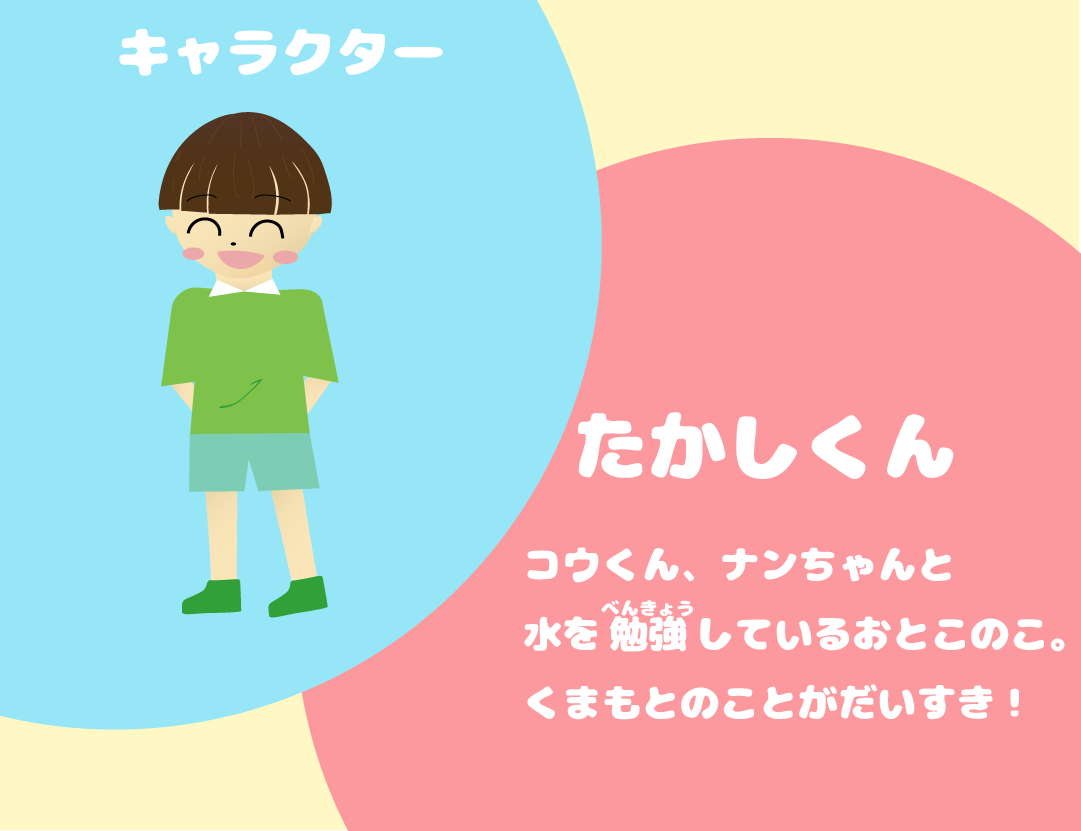 キャラクター
たかしくん
コウくん、ナンちゃんと
べんきょう
水を勉強しているおとこのこ。
くまもとのことがだいすき！